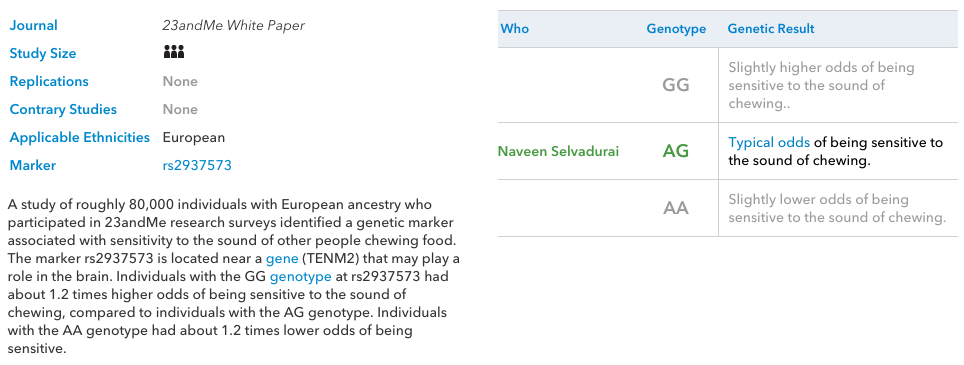 Journal 23andMe White Paper
Study Size
Replications None
Contrary Studies None
Applicable Ethnicities European
Marker rs2937573
A study of roughly 80,000 individuals with European ancestry who
participated in 23andMe research surveys identified a genetic marker
associated with sensitivity to the sound of other people chewing food.
The marker rs2937573 is located near a gene (TENM2) that may play a
role in the brain. Individuals with the GG genotype at rs2937573 had
about 1.2 times higher odds of being sensitive to the sound of
chewing, compared to individuals with the AG genotype. Individuals
with the AA genotype had about 1.2 times lower odds of being
sensitive.
Who Genotype Genetic Result
GG
Slightly higher odds of being
sensitive to the sound of
chewing..
Naveen Selvadurai AG
Typical odds of being sensitive to
the sound of chewing.
AA
Slightly lower odds of being
sensitive to the sound of chewing.